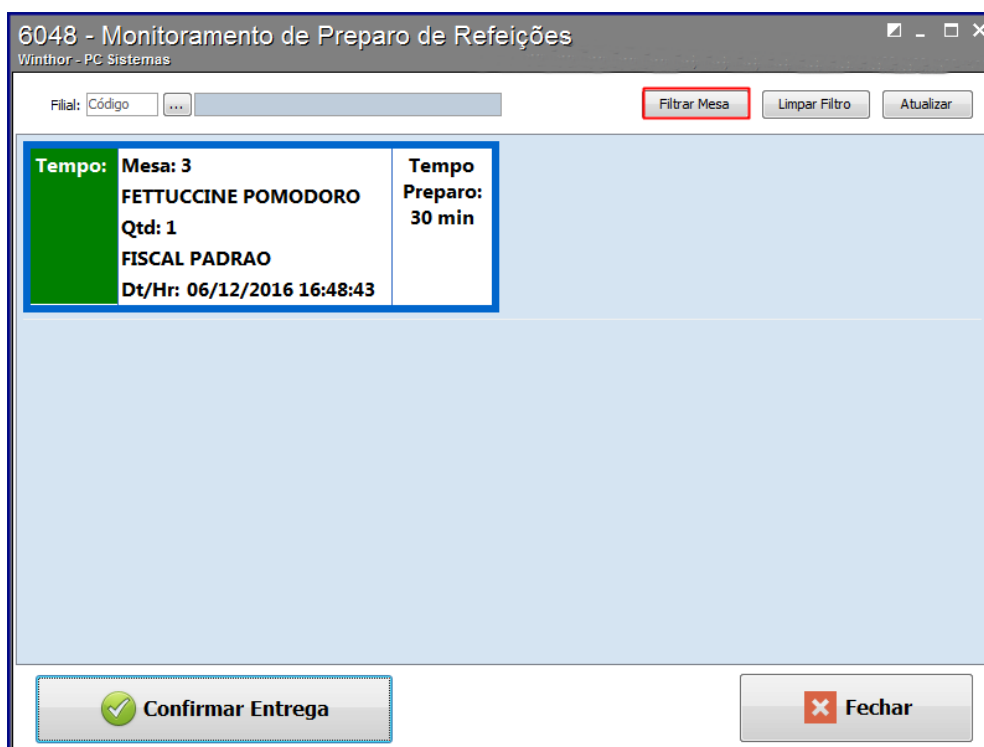 6048 - Monitoramento de Preparo de Refeições
Winthor - PC Sistemas
Filial: Código ... Filtrar Mesa Limpar Filtro Atualizar
Tempo:
Mesa: 3
FETTUCCINE POMODORO
Qtd: 1
FISCAL PADRAO
Dt/Hr: 06/12/2016 16:48:43
Tempo
Preparo:
30 min
Confirmar Entrega Fechar